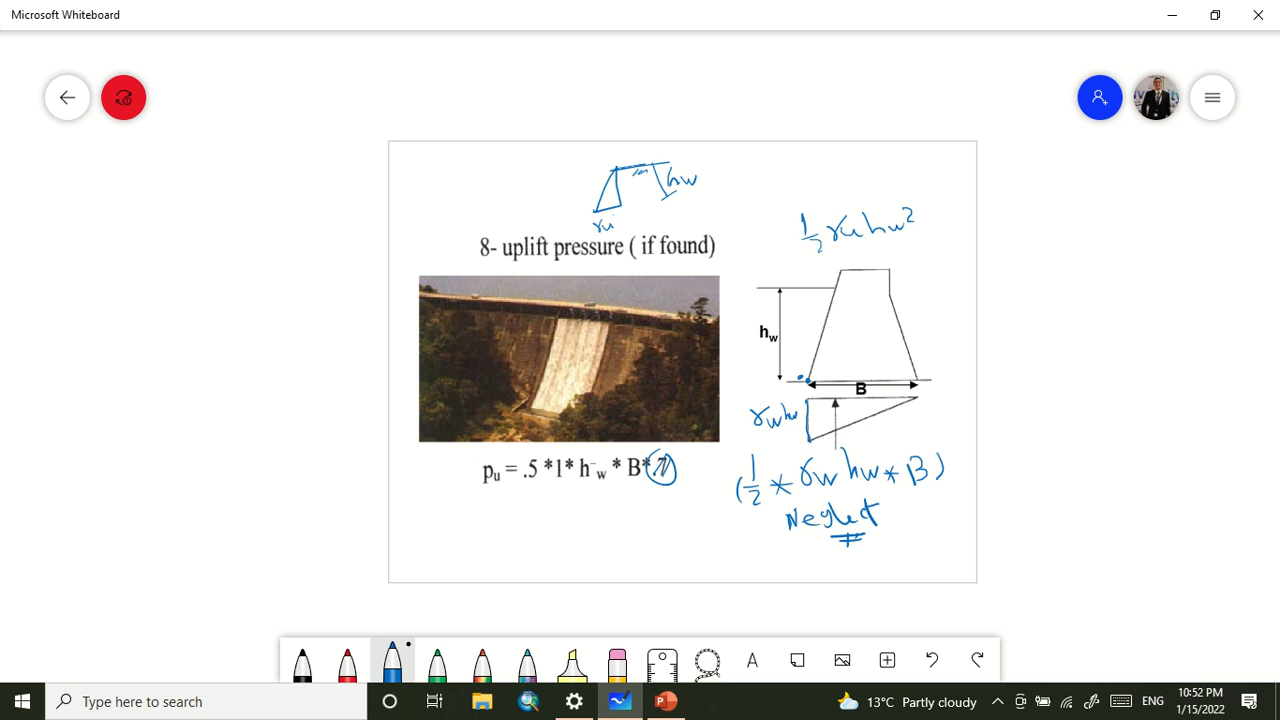 Microsoft Whiteboard
hw
8- uplift pressure ( if found)
½ γw hw²
hw
B
γw hw
pu = .5 *1* h⁻w * B*.7
(½ * γw hw * B)
Neglect
A
Type here to search
13°C Partly cloudy
ENG
10:52 PM
1/15/2022